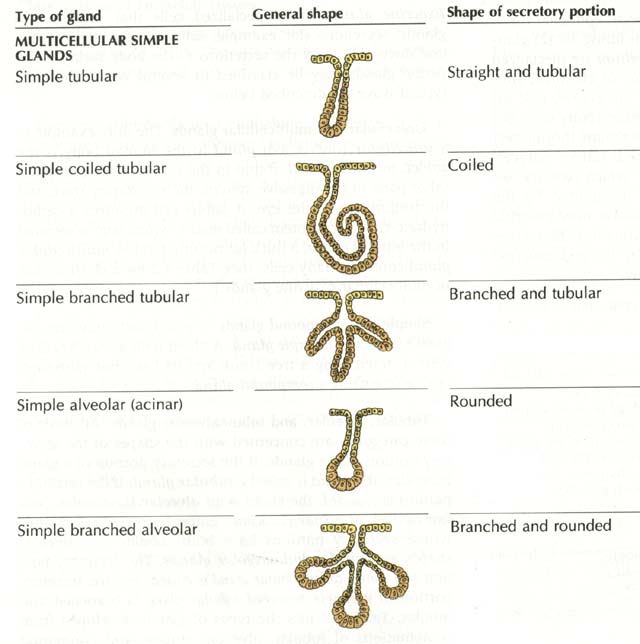 Type of gland General shape Shape of secretory portion
MULTICELLULAR SIMPLE
GLANDS
Simple tubular Straight and tubular
Simple coiled tubular Coiled
Simple branched tubular Branched and tubular
Simple alveolar (acinar) Rounded
Simple branched alveolar Branched and rounded